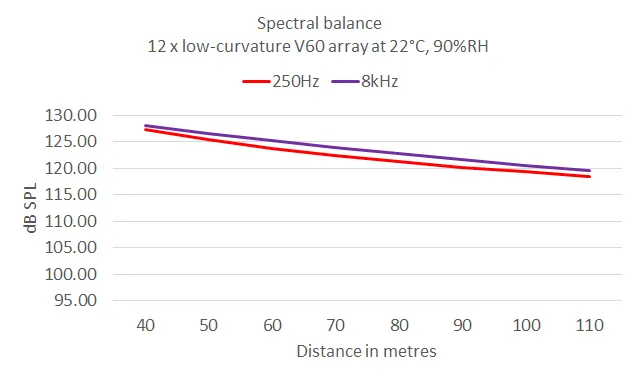 Spectral balance
12 x low-curvature V60 array at 22°C, 90%RH
250Hz 8kHz
130.00
125.00
120.00
115.00
110.00
105.00
100.00
95.00
dB SPL
40 50 60 70 80 90 100 110
Distance in metres